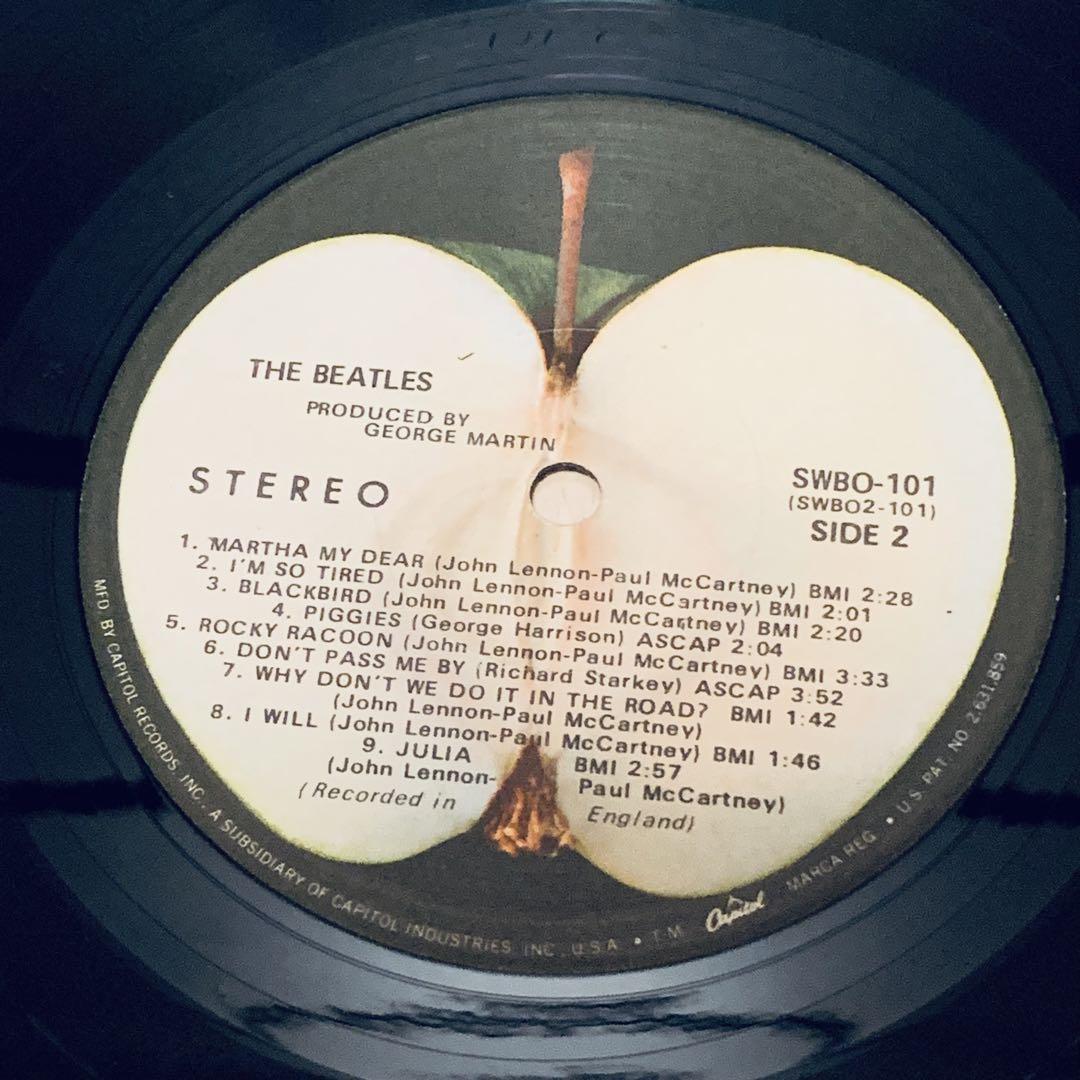 THE BEATLES
PRODUCED BY
GEORGE MARTIN
STEREO
SWBO-101
(SWBO2-101)
SIDE 2
1. MARTHA MY DEAR (John Lennon-Paul McCartney) BMI 2:28
2. I'M SO TIRED (John Lennon-Paul McCartney) BMI 2:01
3. BLACKBIRD (John Lennon-Paul McCartney) BMI 2:20
4. PIGGIES (George Harrison) ASCAP 2:04
5. ROCKY RACOON (John Lennon-Paul McCartney) BMI 3:33
6. DON'T PASS ME BY (Richard Starkey) ASCAP 3:52
7. WHY DON'T WE DO IT IN THE ROAD? BMI 1:42
(John Lennon-Paul McCartney)
8. I WILL (John Lennon-Paul McCartney) BMI 1:46
9. JULIA BMI 2:57
(John Lennon-Paul McCartney)
(Recorded in England)
MFD. BY CAPITOL RECORDS, INC., A SUBSIDIARY OF CAPITOL INDUSTRIES, INC., U.S.A. • T.M. Capitol MARCA REG. • U.S. PAT. NO. 2,631,859